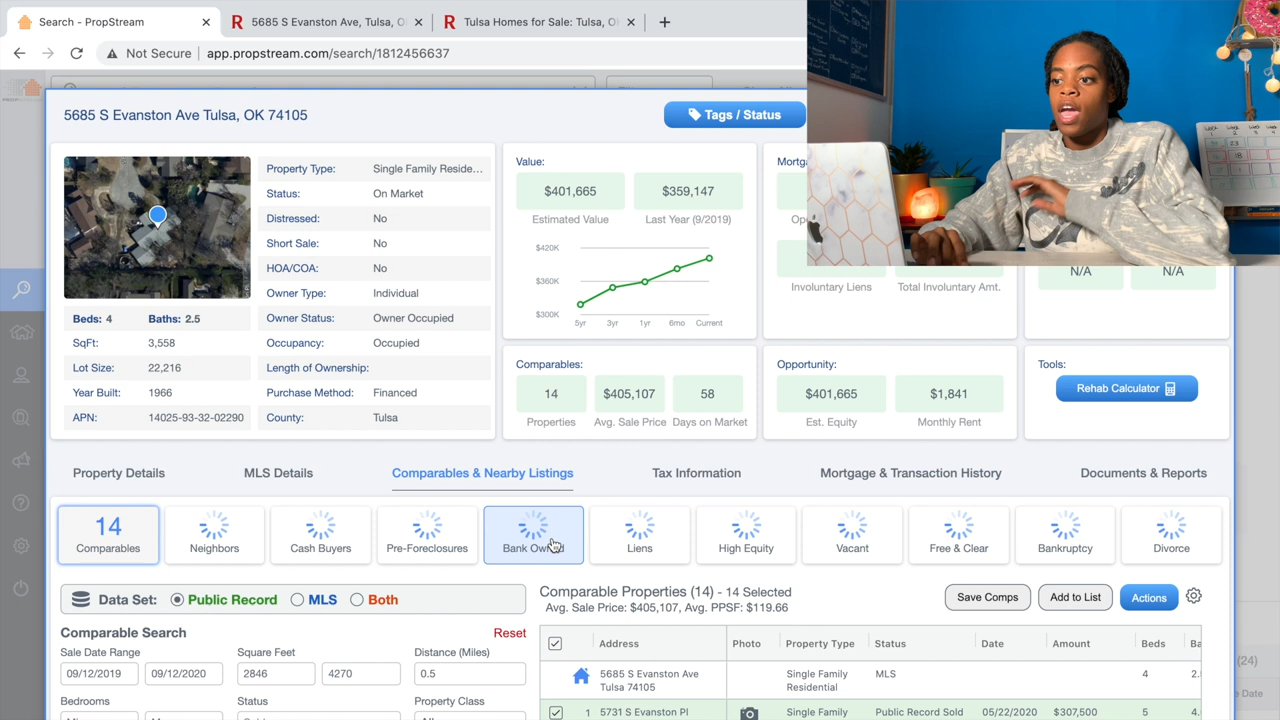 Search - PropStream
5685 S Evanston Ave, Tulsa, O
Tulsa Homes for Sale: Tulsa, O
Not Secure
app.propstream.com/search/1812456637
5685 S Evanston Ave Tulsa, OK 74105
Tags / Status
Property Type: Single Family Reside...
Status: On Market
Distressed: No
Short Sale: No
HOA/COA: No
Owner Type: Individual
Owner Status: Owner Occupied
Occupancy: Occupied
Length of Ownership:
Purchase Method: Financed
County: Tulsa
Beds: 4 Baths: 2.5
SqFt: 3,558
Lot Size: 22,216
Year Built: 1966
APN: 14025-93-32-02290
Value:
$401,665 $359,147
Estimated Value Last Year (9/2019)
$420K
$360K
$300K
5yr 3yr 1yr 6mo Current
Mortg
Op
Involuntary Liens Total Involuntary Amt.
N/A N/A
Comparables:
14 $405,107 58
Properties Avg. Sale Price Days on Market
Opportunity:
$401,665 $1,841
Est. Equity Monthly Rent
Tools:
Rehab Calculator
Property Details MLS Details Comparables & Nearby Listings Tax Information Mortgage & Transaction History Documents & Reports
14
Comparables Neighbors Cash Buyers Pre-Foreclosures Bank Owned Liens High Equity Vacant Free & Clear Bankruptcy Divorce
Data Set: Public Record MLS Both
Comparable Search Reset
Sale Date Range Square Feet Distance (Miles)
09/12/2019 09/12/2020 2846 4270 0.5
Bedrooms Status Property Class
Comparable Properties (14) - 14 Selected
Avg. Sale Price: $405,107, Avg. PPSF: $119.66
Save Comps Add to List Actions
Address Photo Property Type Status Date Amount Beds Ba
5685 S Evanston Ave Tulsa 74105 Single Family Residential MLS 4 2.
1 5731 S Evanston Pl Single Family Public Record Sold 05/22/2020 $307,500 5 4
(24)
e Date